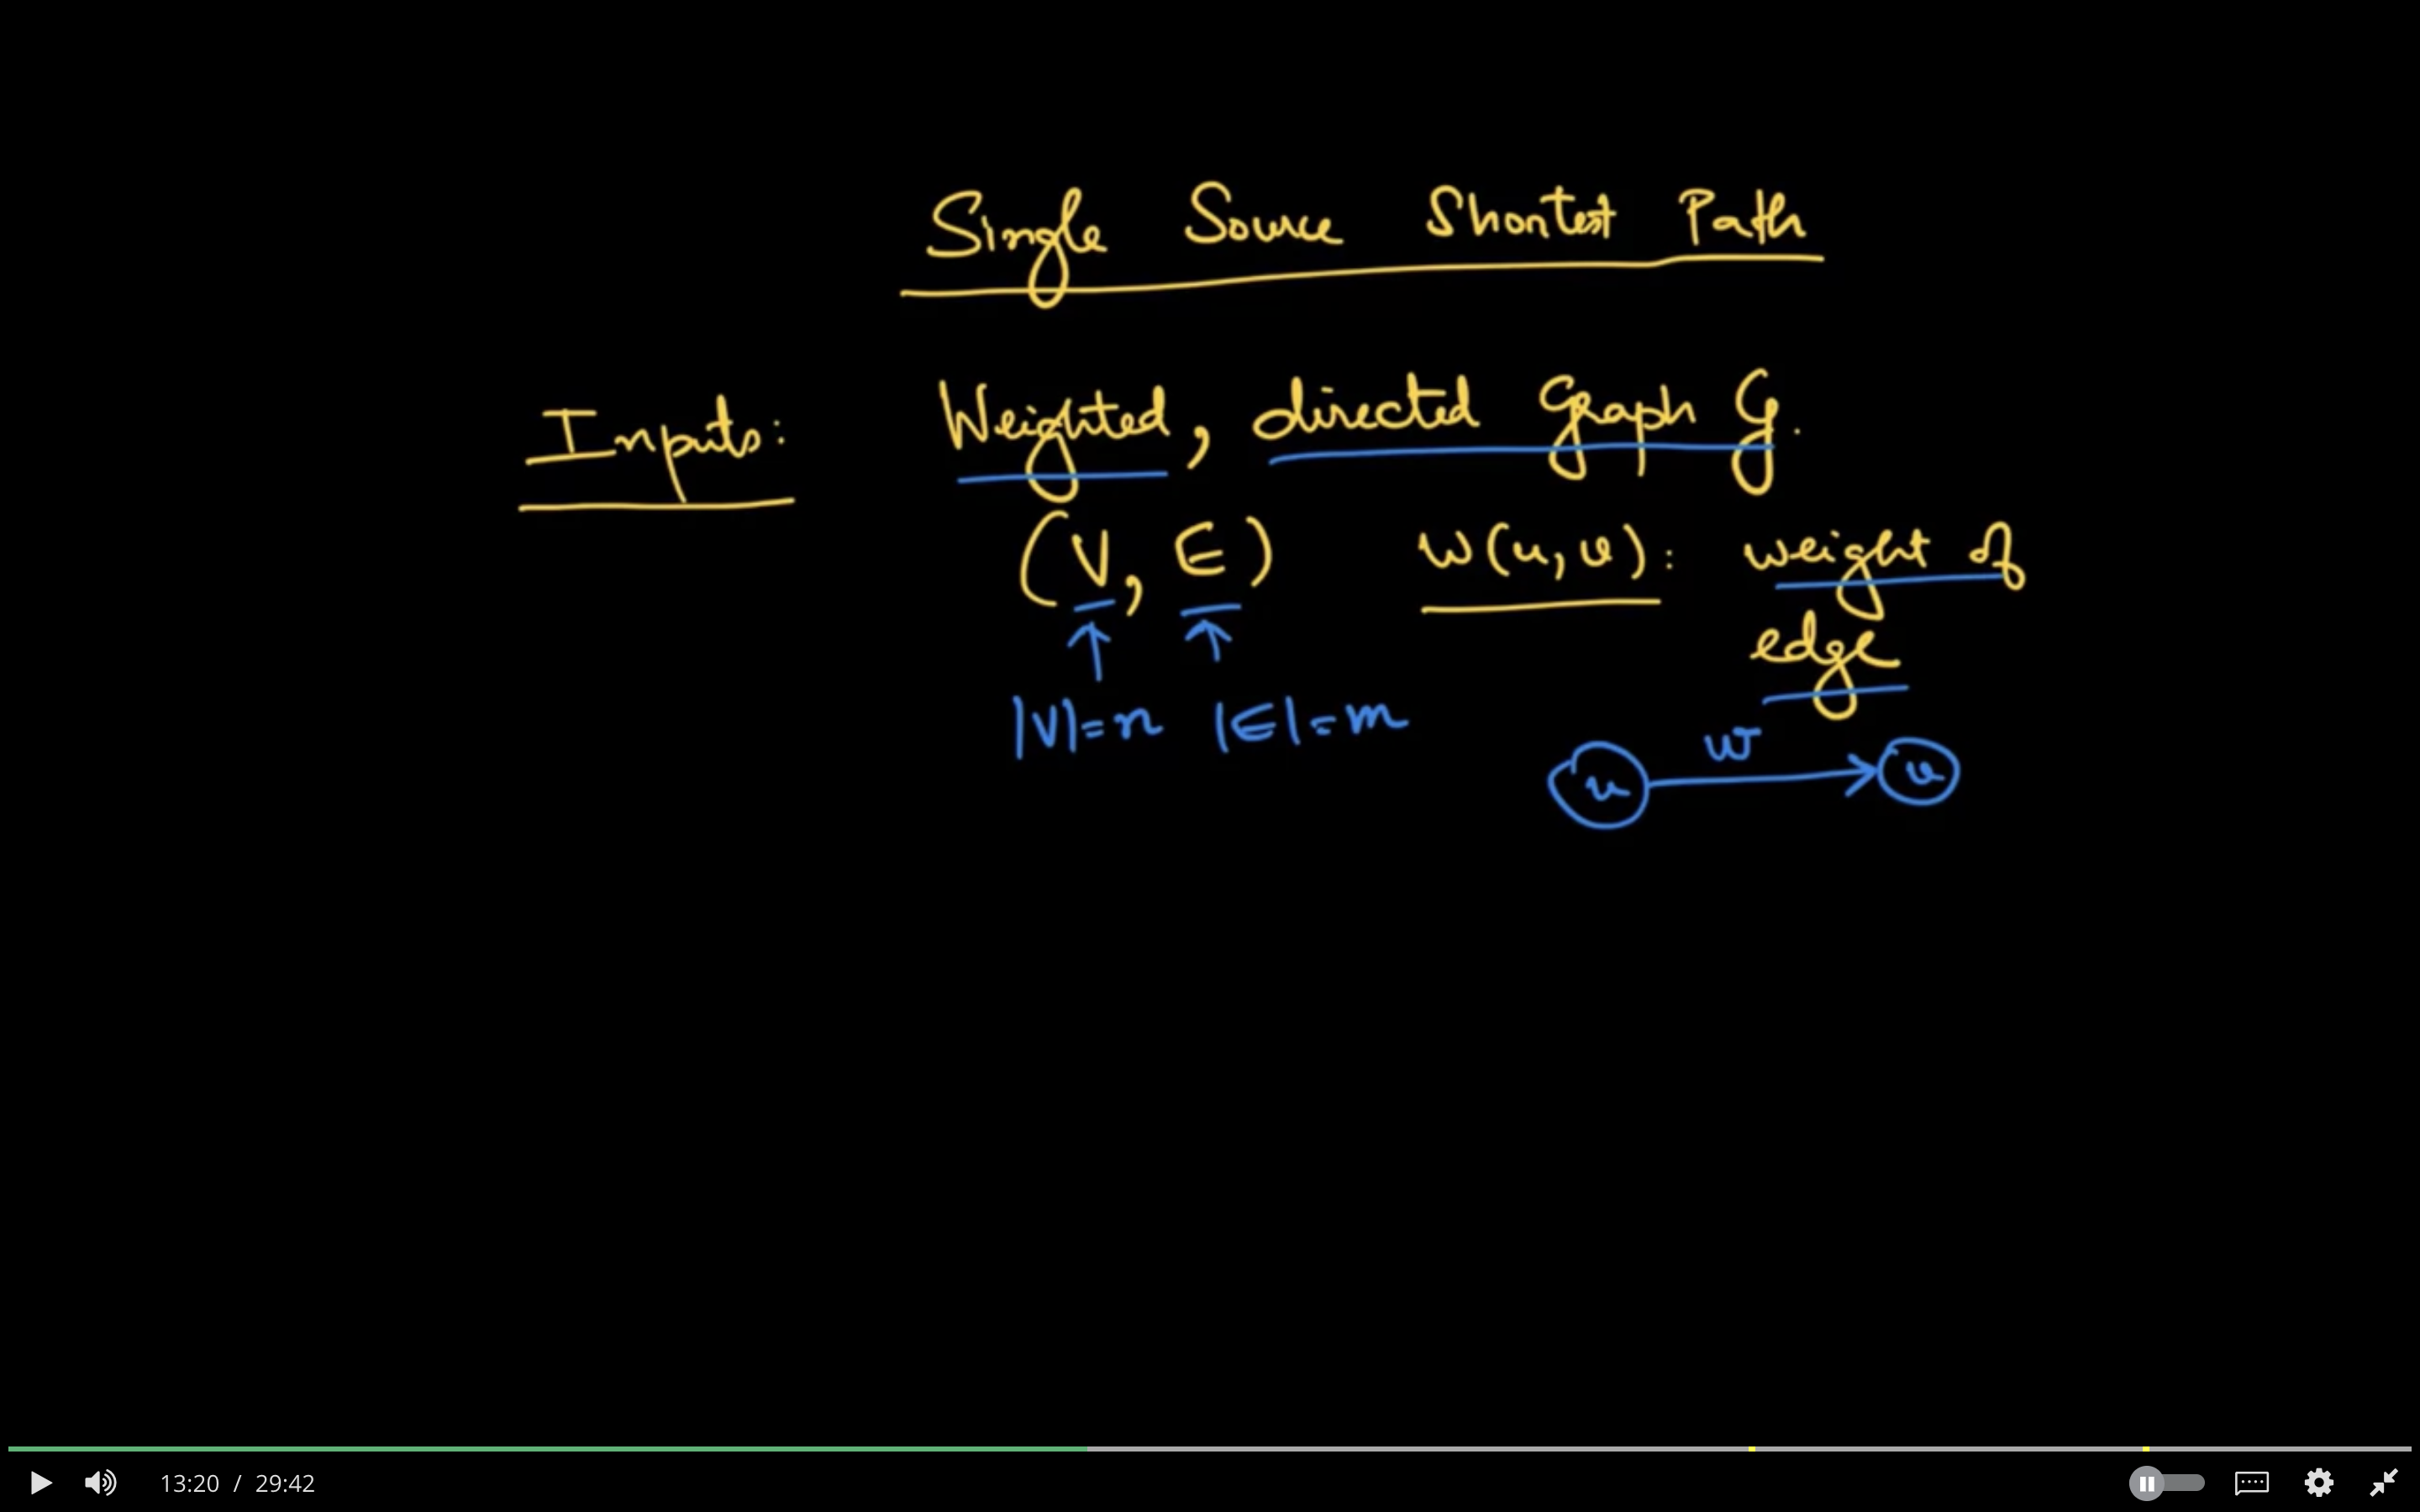 Single Source Shortest Path
Inputs: Weighted, directed Graph G.
(V, E) W(u,v): weight of
edge
|V|=n |E|=m
w
u v
13:20 / 29:42